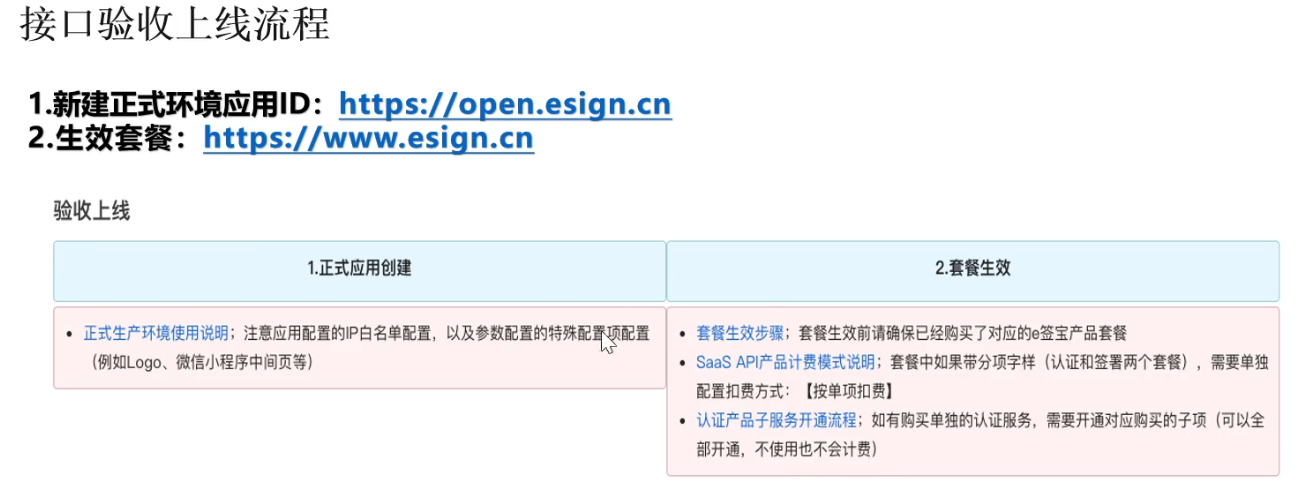 接口验收上线流程
1.新建正式环境应用ID：https://open.esign.cn
2.生效套餐：https://www.esign.cn
验收上线
1.正式应用创建
• 正式生产环境使用说明；注意应用配置的IP白名单配置，以及参数配置的特殊配置项配置
（例如Logo、微信小程序中间页等）
2.套餐生效
• 套餐生效步骤；套餐生效前请确保已经购买了对应的e签宝产品套餐
• SaaS API产品计费模式说明；套餐中如果带分项字样（认证和签署两个套餐），需要单独
配置扣费方式：【按单项扣费】
• 认证产品子服务开通流程；如有购买单独的认证服务，需要开通对应购买的子项（可以全
部开通，不使用也不会计费）